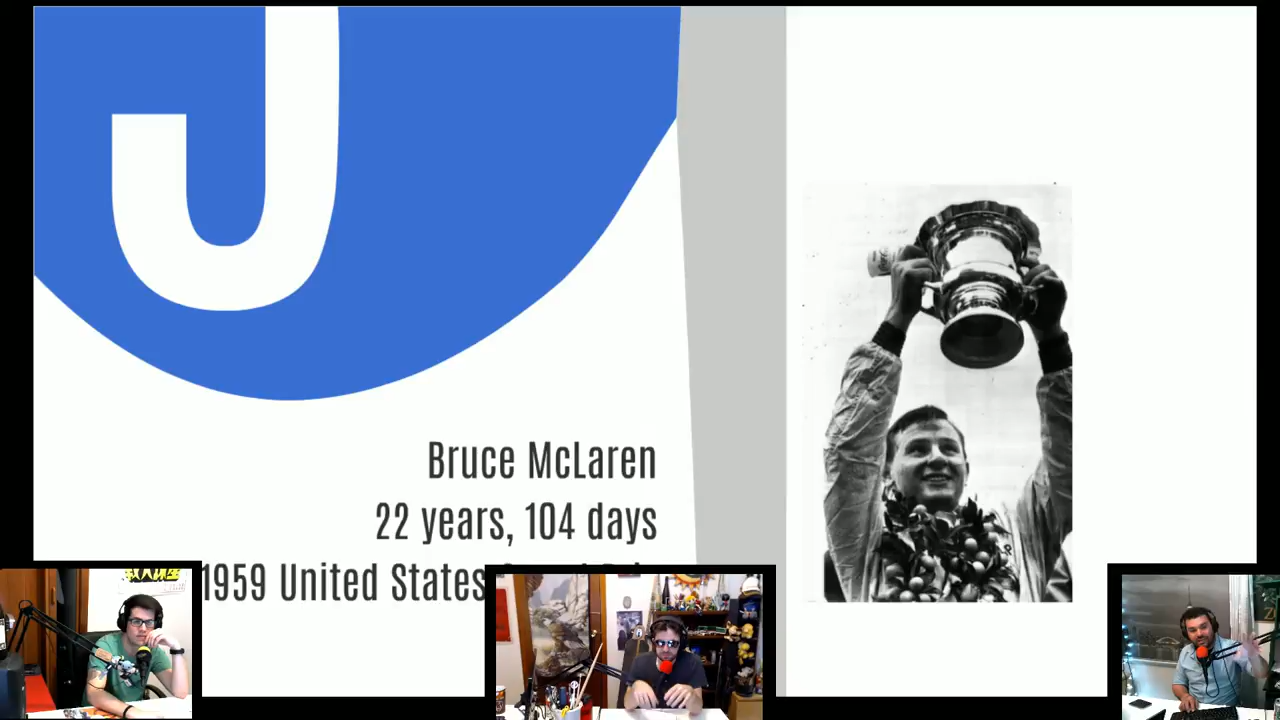 J
Bruce McLaren
22 years, 104 days
1959 United States